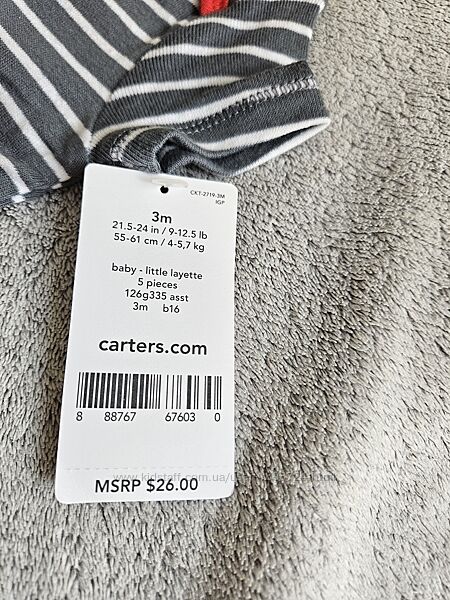 CKT-2719-3M
IGP
3m
21.5-24 in / 9-12.5 lb
55-61 cm / 4-5,7 kg
baby - little layette
5 pieces
126g335 asst
3m b16
carters.com
8 88767 67603 0
MSRP $26.00